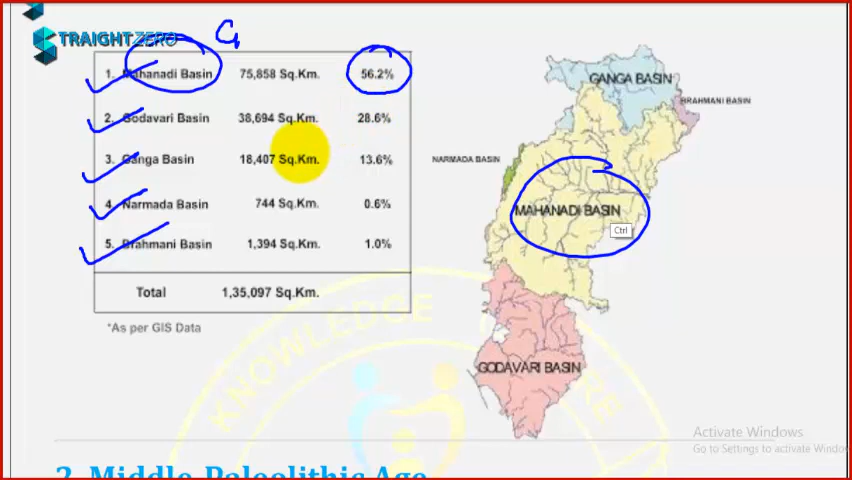 STRAIGHTZERO
1. Mahanadi Basin 75,858 Sq.Km. 56.2%
2. Godavari Basin 38,694 Sq.Km. 28.6%
3. Ganga Basin 18,407 Sq.Km. 13.6%
4. Narmada Basin 744 Sq.Km. 0.6%
5. Brahmani Basin 1,394 Sq.Km. 1.0%
Total 1,35,097 Sq.Km.
*As per GIS Data
GANGA BASIN
BRAHMANI BASIN
NARMADA BASIN
MAHANADI BASIN
Ctrl
GODAVARI BASIN
KNOWLEDGE
Activate Windows
Go to Settings to activate Window
2. Middle Paleolithic Age